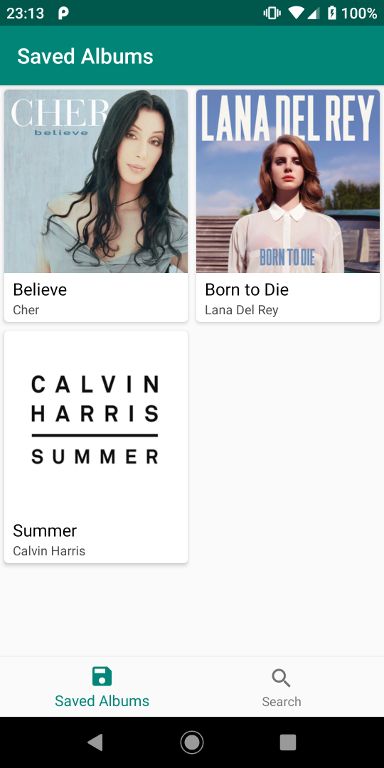 23:13
100%
Saved Albums
CHER
believe
LANA DEL REY
BORN TO DIE
Believe
Cher
Born to Die
Lana Del Rey
CALVIN
HARRIS
SUMMER
Summer
Calvin Harris
Saved Albums
Search